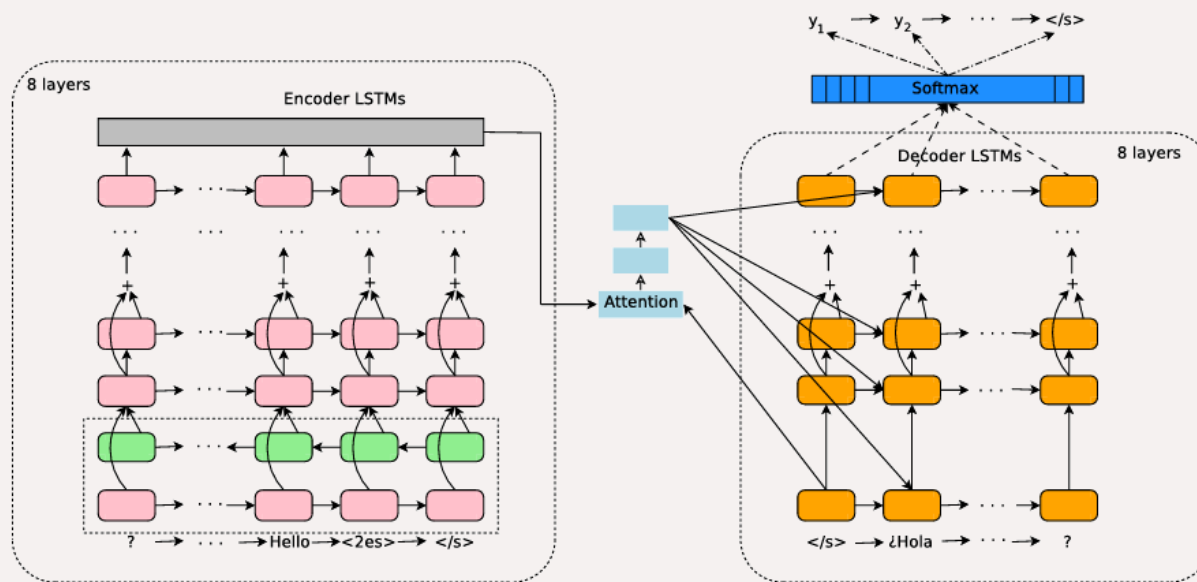 y1 y2 · · · </s>
Softmax
8 layers
Encoder LSTMs
Decoder LSTMs
8 layers
· · ·
· · ·
· · · · · · · · · · · ·
· · · · · · · · ·
+ + + +
+ + +
Attention
· · ·
· · ·
· · ·
· · ·
· · ·
· · ·
· · ·
? · · · Hello <2es> </s>
</s> ¿Hola · · · ?